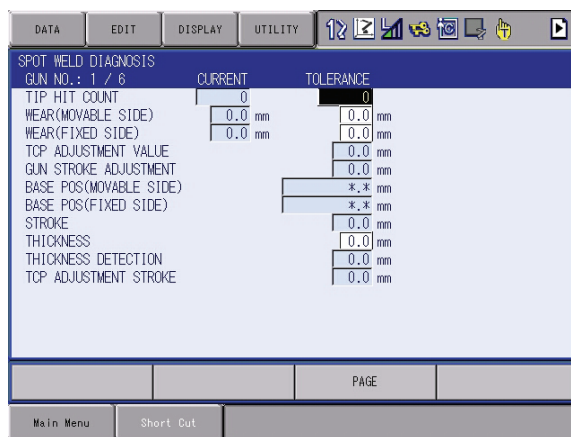 DATA EDIT DISPLAY UTILITY
SPOT WELD DIAGNOSIS
GUN NO.: 1 / 6 CURRENT TOLERANCE
TIP HIT COUNT 0 0
WEAR(MOVABLE SIDE) 0.0 mm 0.0 mm
WEAR(FIXED SIDE) 0.0 mm 0.0 mm
TCP ADJUSTMENT VALUE 0.0 mm
GUN STROKE ADJUSTMENT 0.0 mm
BASE POS(MOVABLE SIDE) *.* mm
BASE POS(FIXED SIDE) *.* mm
STROKE 0.0 mm
THICKNESS 0.0 mm
THICKNESS DETECTION 0.0 mm
TCP ADJUSTMENT STROKE 0.0 mm
PAGE
Main Menu Short Cut